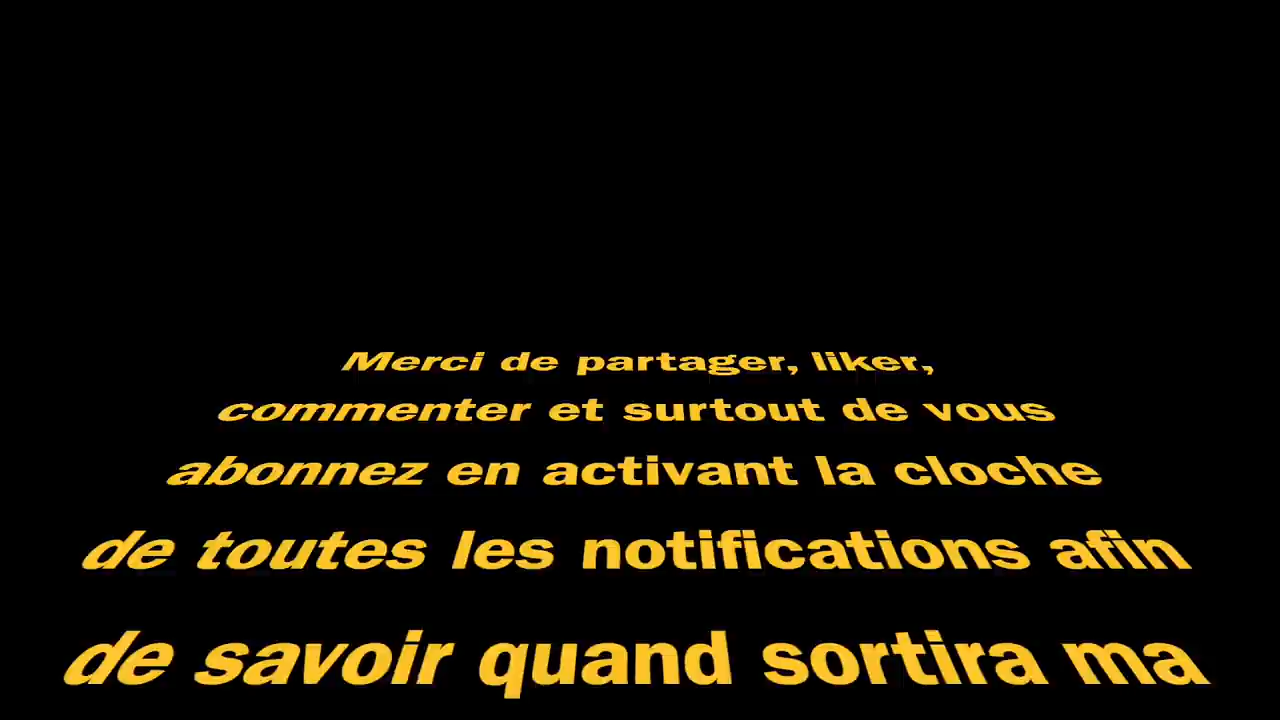 Merci de partager, liker,
commenter et surtout de vous
abonnez en activant la cloche
de toutes les notifications afin
de savoir quand sortira ma